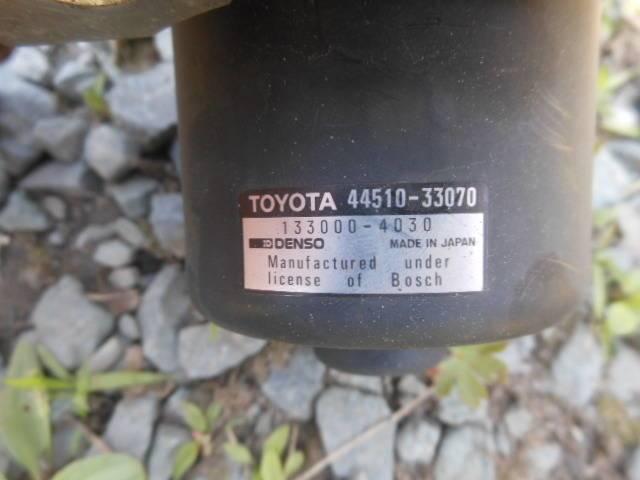 TOYOTA 44510-33070
133000-4030
DENSO MADE IN JAPAN
Manufactured under
license of Bosch